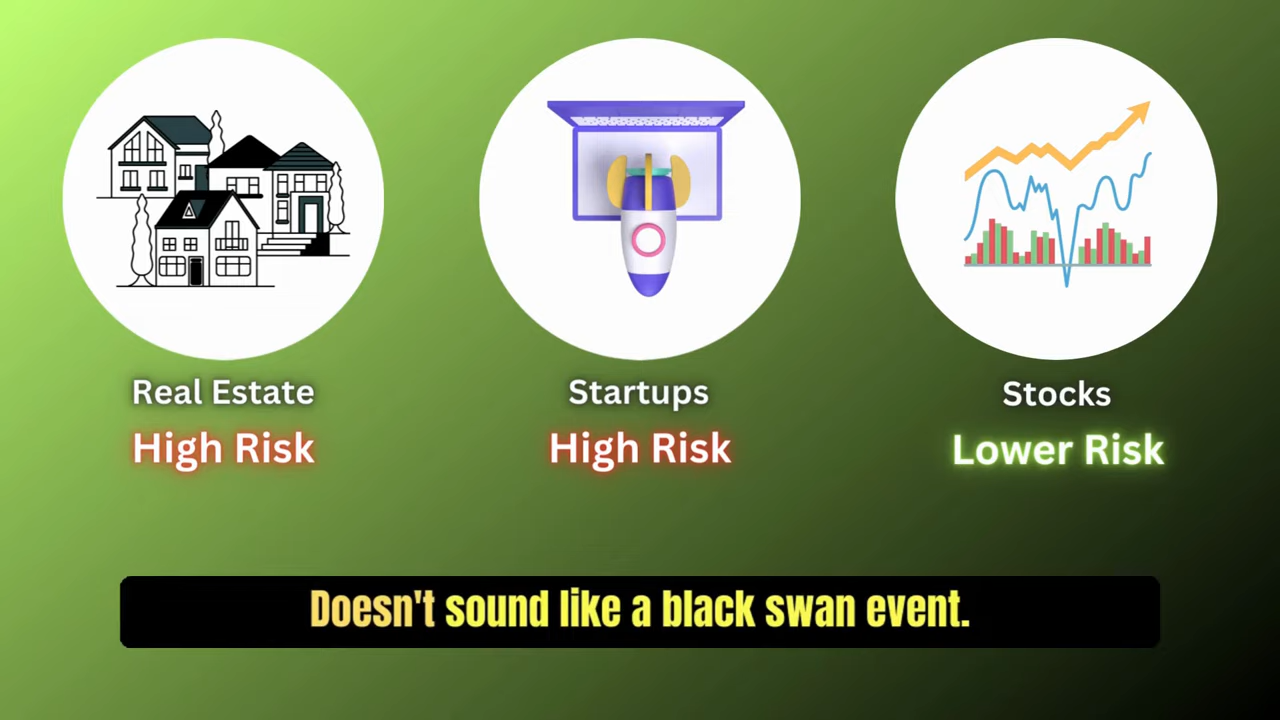 Real Estate
High Risk
Startups
High Risk
Stocks
Lower Risk
Doesn't sound like a black swan event.